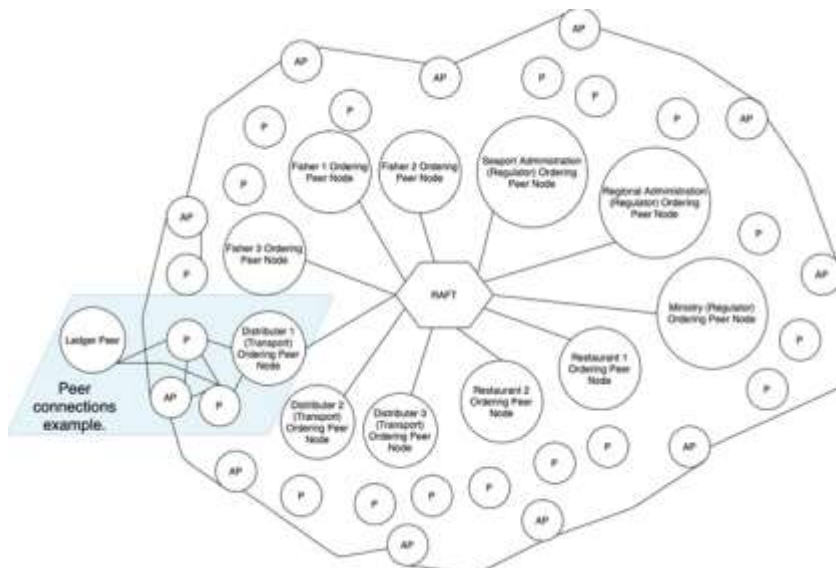 AP
AP
AP
AP
P
P
P
P
P
P
Fisher 1 Ordering
Peer Node
Fisher 2 Ordering
Peer Node
Seaport Administration
(Regulator) Ordering
Peer Node
Regional Administration
(Regulator) Ordering
Peer Node
AP
Fisher 3 Ordering
Peer Node
P
P
AP
RAFT
Ministry (Regulator)
Ordering Peer Node
Ledger Peer
P
Distributer 1
(Transport)
Ordering Peer
Node
P
Restaurant 1
Ordering Peer
Node
Peer
connections
example.
AP
P
Distributer 2
(Transport)
Ordering Peer
Node
Distributer 3
(Transport)
Ordering Peer
Node
Restaurant 2
Ordering Peer
Node
P
AP
P
P
AP
P
P
P
P
AP
AP